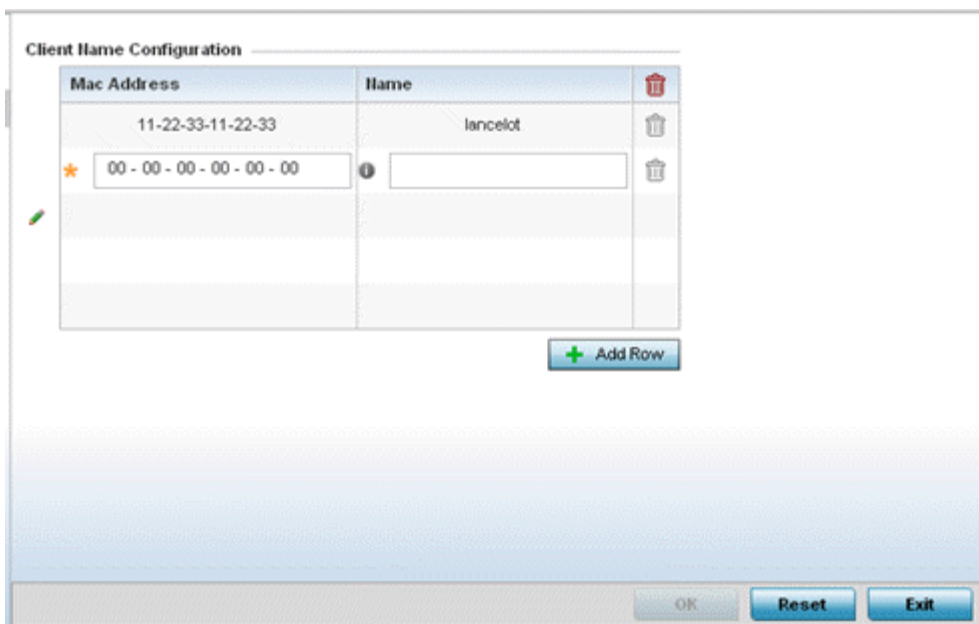 Client Name Configuration
Mac Address Name
11-22-33-11-22-33 lancelot
00 - 00 - 00 - 00 - 00 - 00
Add Row
OK Reset Exit